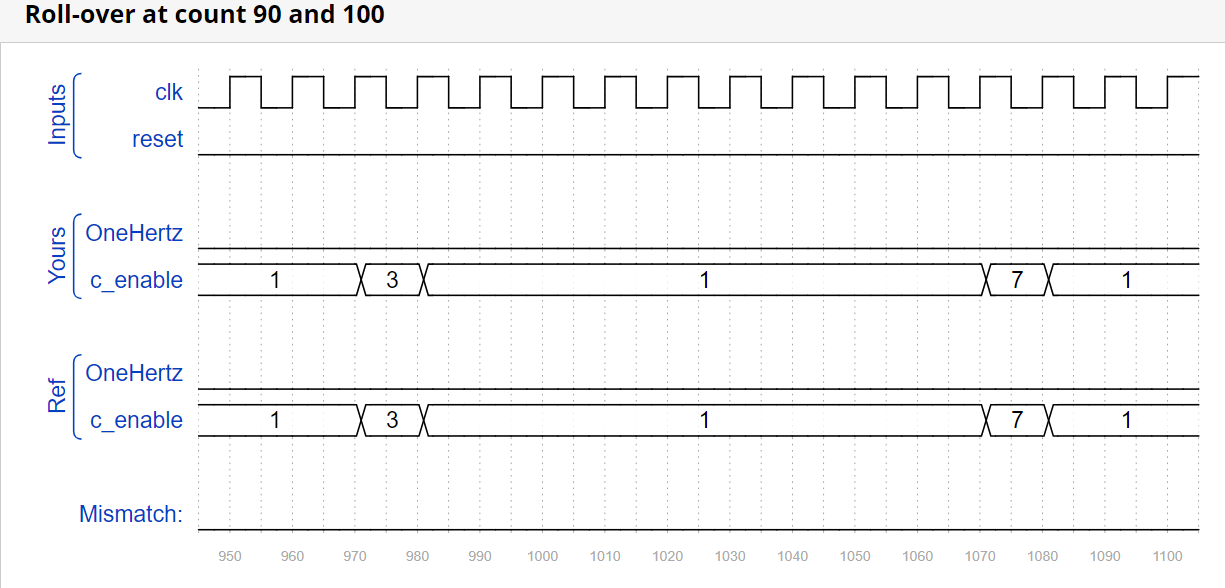 Roll-over at count 90 and 100
Inputs
clk
reset
Yours
OneHertz
c_enable 1 3 1 7 1
Ref
OneHertz
c_enable 1 3 1 7 1
Mismatch:
950 960 970 980 990 1000 1010 1020 1030 1040 1050 1060 1070 1080 1090 1100